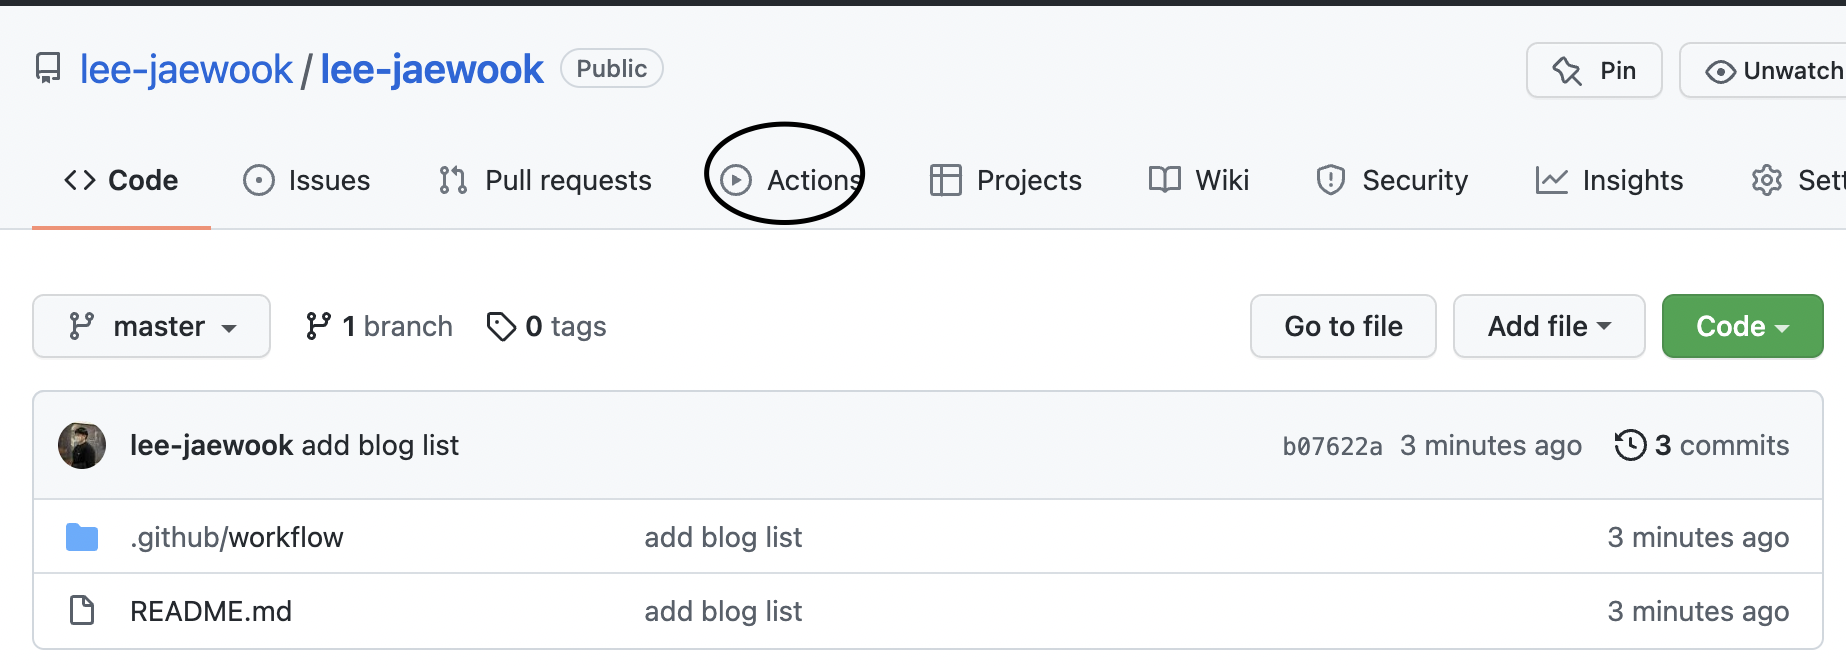 lee-jaewook / lee-jaewook Public Pin Unwatch
Code Issues Pull requests Actions Projects Wiki Security Insights Sett
master 1 branch 0 tags Go to file Add file Code
lee-jaewook add blog list b07622a 3 minutes ago 3 commits
.github/workflow add blog list 3 minutes ago
README.md add blog list 3 minutes ago